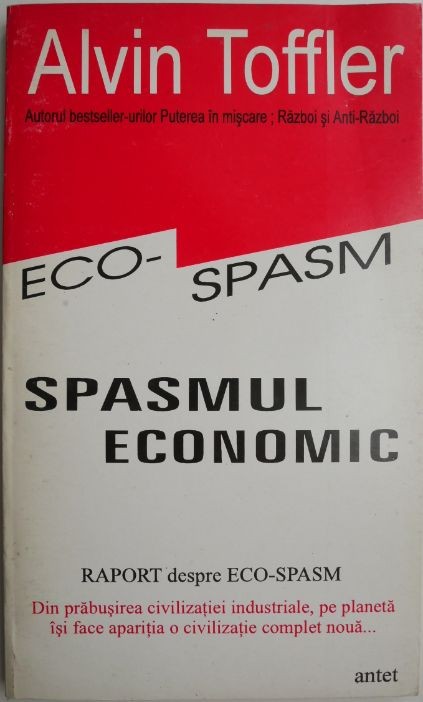 Alvin Toffler
Autorul bestseller-urilor Puterea în mişcare ; Război şi Anti-Război
ECO-
SPASM
SPASMUL
ECONOMIC
RAPORT despre ECO-SPASM
Din prăbuşirea civilizaţiei industriale, pe planetă
îşi face apariţia o civilizaţie complet nouă...
antet